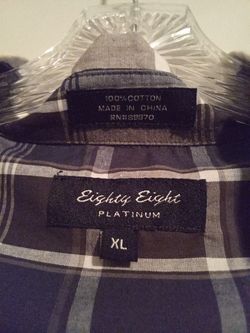 100% COTTON
MADE IN CHINA
Eighty Eight
PLATINUM
XL